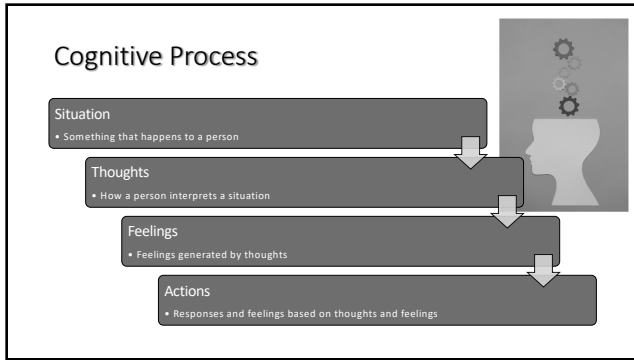 Cognitive Process
Situation
• Something that happens to a person
Thoughts
• How a person interprets a situation
Feelings
• Feelings generated by thoughts
Actions
• Responses and feelings based on thoughts and feelings